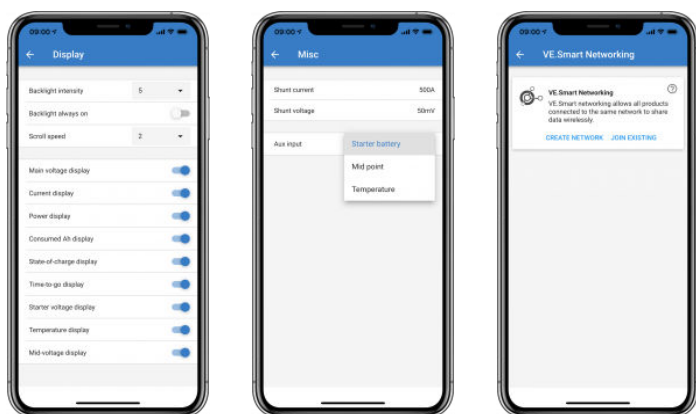 09:00
Display
Backlight intensity 5
Backlight always on
Scroll speed 2
Main voltage display
Current display
Power display
Consumed Ah display
State-of-charge display
Time-to-go display
Starter voltage display
Temperature display
Mid-voltage display
09:00
Misc
Shunt current 500A
Shunt voltage 50mV
Aux input Starter battery
Mid point
Temperature
09:00
VE.Smart Networking
VE.Smart Networking
VE.Smart networking allows all products
connected to the same network to share
data wirelessly.
CREATE NETWORK JOIN EXISTING